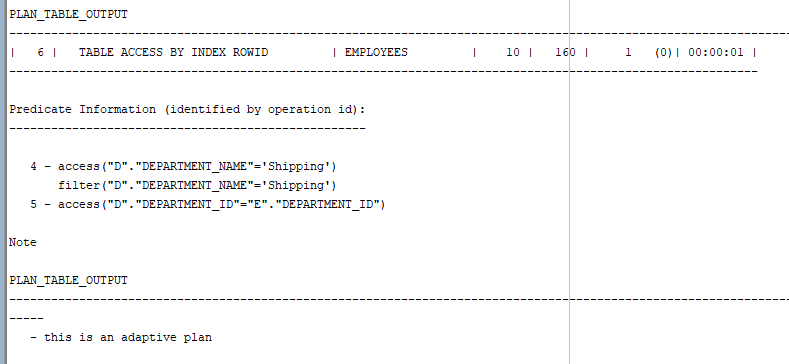 PLAN_TABLE_OUTPUT
--------------------------------------------------------------------------------
|   6 |   TABLE ACCESS BY INDEX ROWID         | EMPLOYEES         |    10 |   160 |     1   (0)| 00:00:01 |
--------------------------------------------------------------------------------
Predicate Information (identified by operation id):
---------------------------------------------------
4 - access("D"."DEPARTMENT_NAME"='Shipping')
filter("D"."DEPARTMENT_NAME"='Shipping')
5 - access("D"."DEPARTMENT_ID"="E"."DEPARTMENT_ID")
Note
PLAN_TABLE_OUTPUT
--------------------------------------------------------------------------------
-----
- this is an adaptive plan